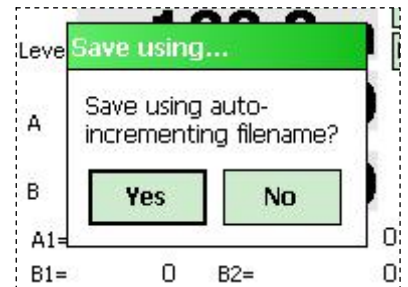 Leve
Save using...
Save using auto-
incrementing filename?
A
Yes
No
B
A1=
0
B1= 0 B2= 0